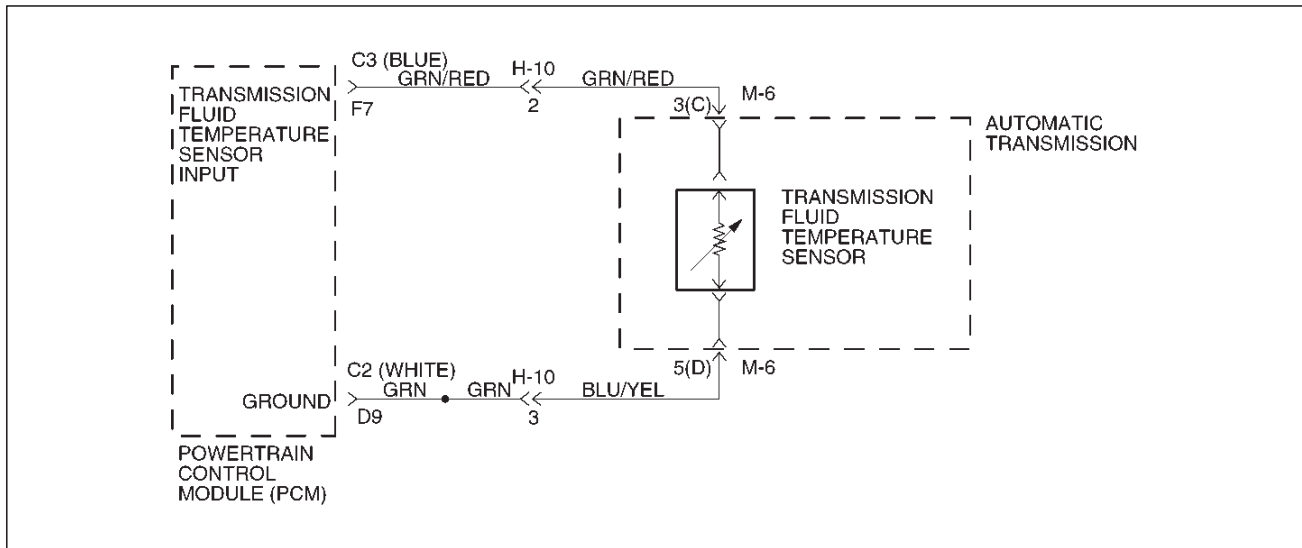 C3 (BLUE)
GRN/RED
H-10
GRN/RED
F7
2
3(C)
M-6
TRANSMISSION
FLUID
TEMPERATURE
SENSOR
INPUT
AUTOMATIC
TRANSMISSION
TRANSMISSION
FLUID
TEMPERATURE
SENSOR
C2 (WHITE)
GRN
GRN
H-10
BLU/YEL
5(D)
M-6
GROUND
D9
3
POWERTRAIN
CONTROL
MODULE (PCM)